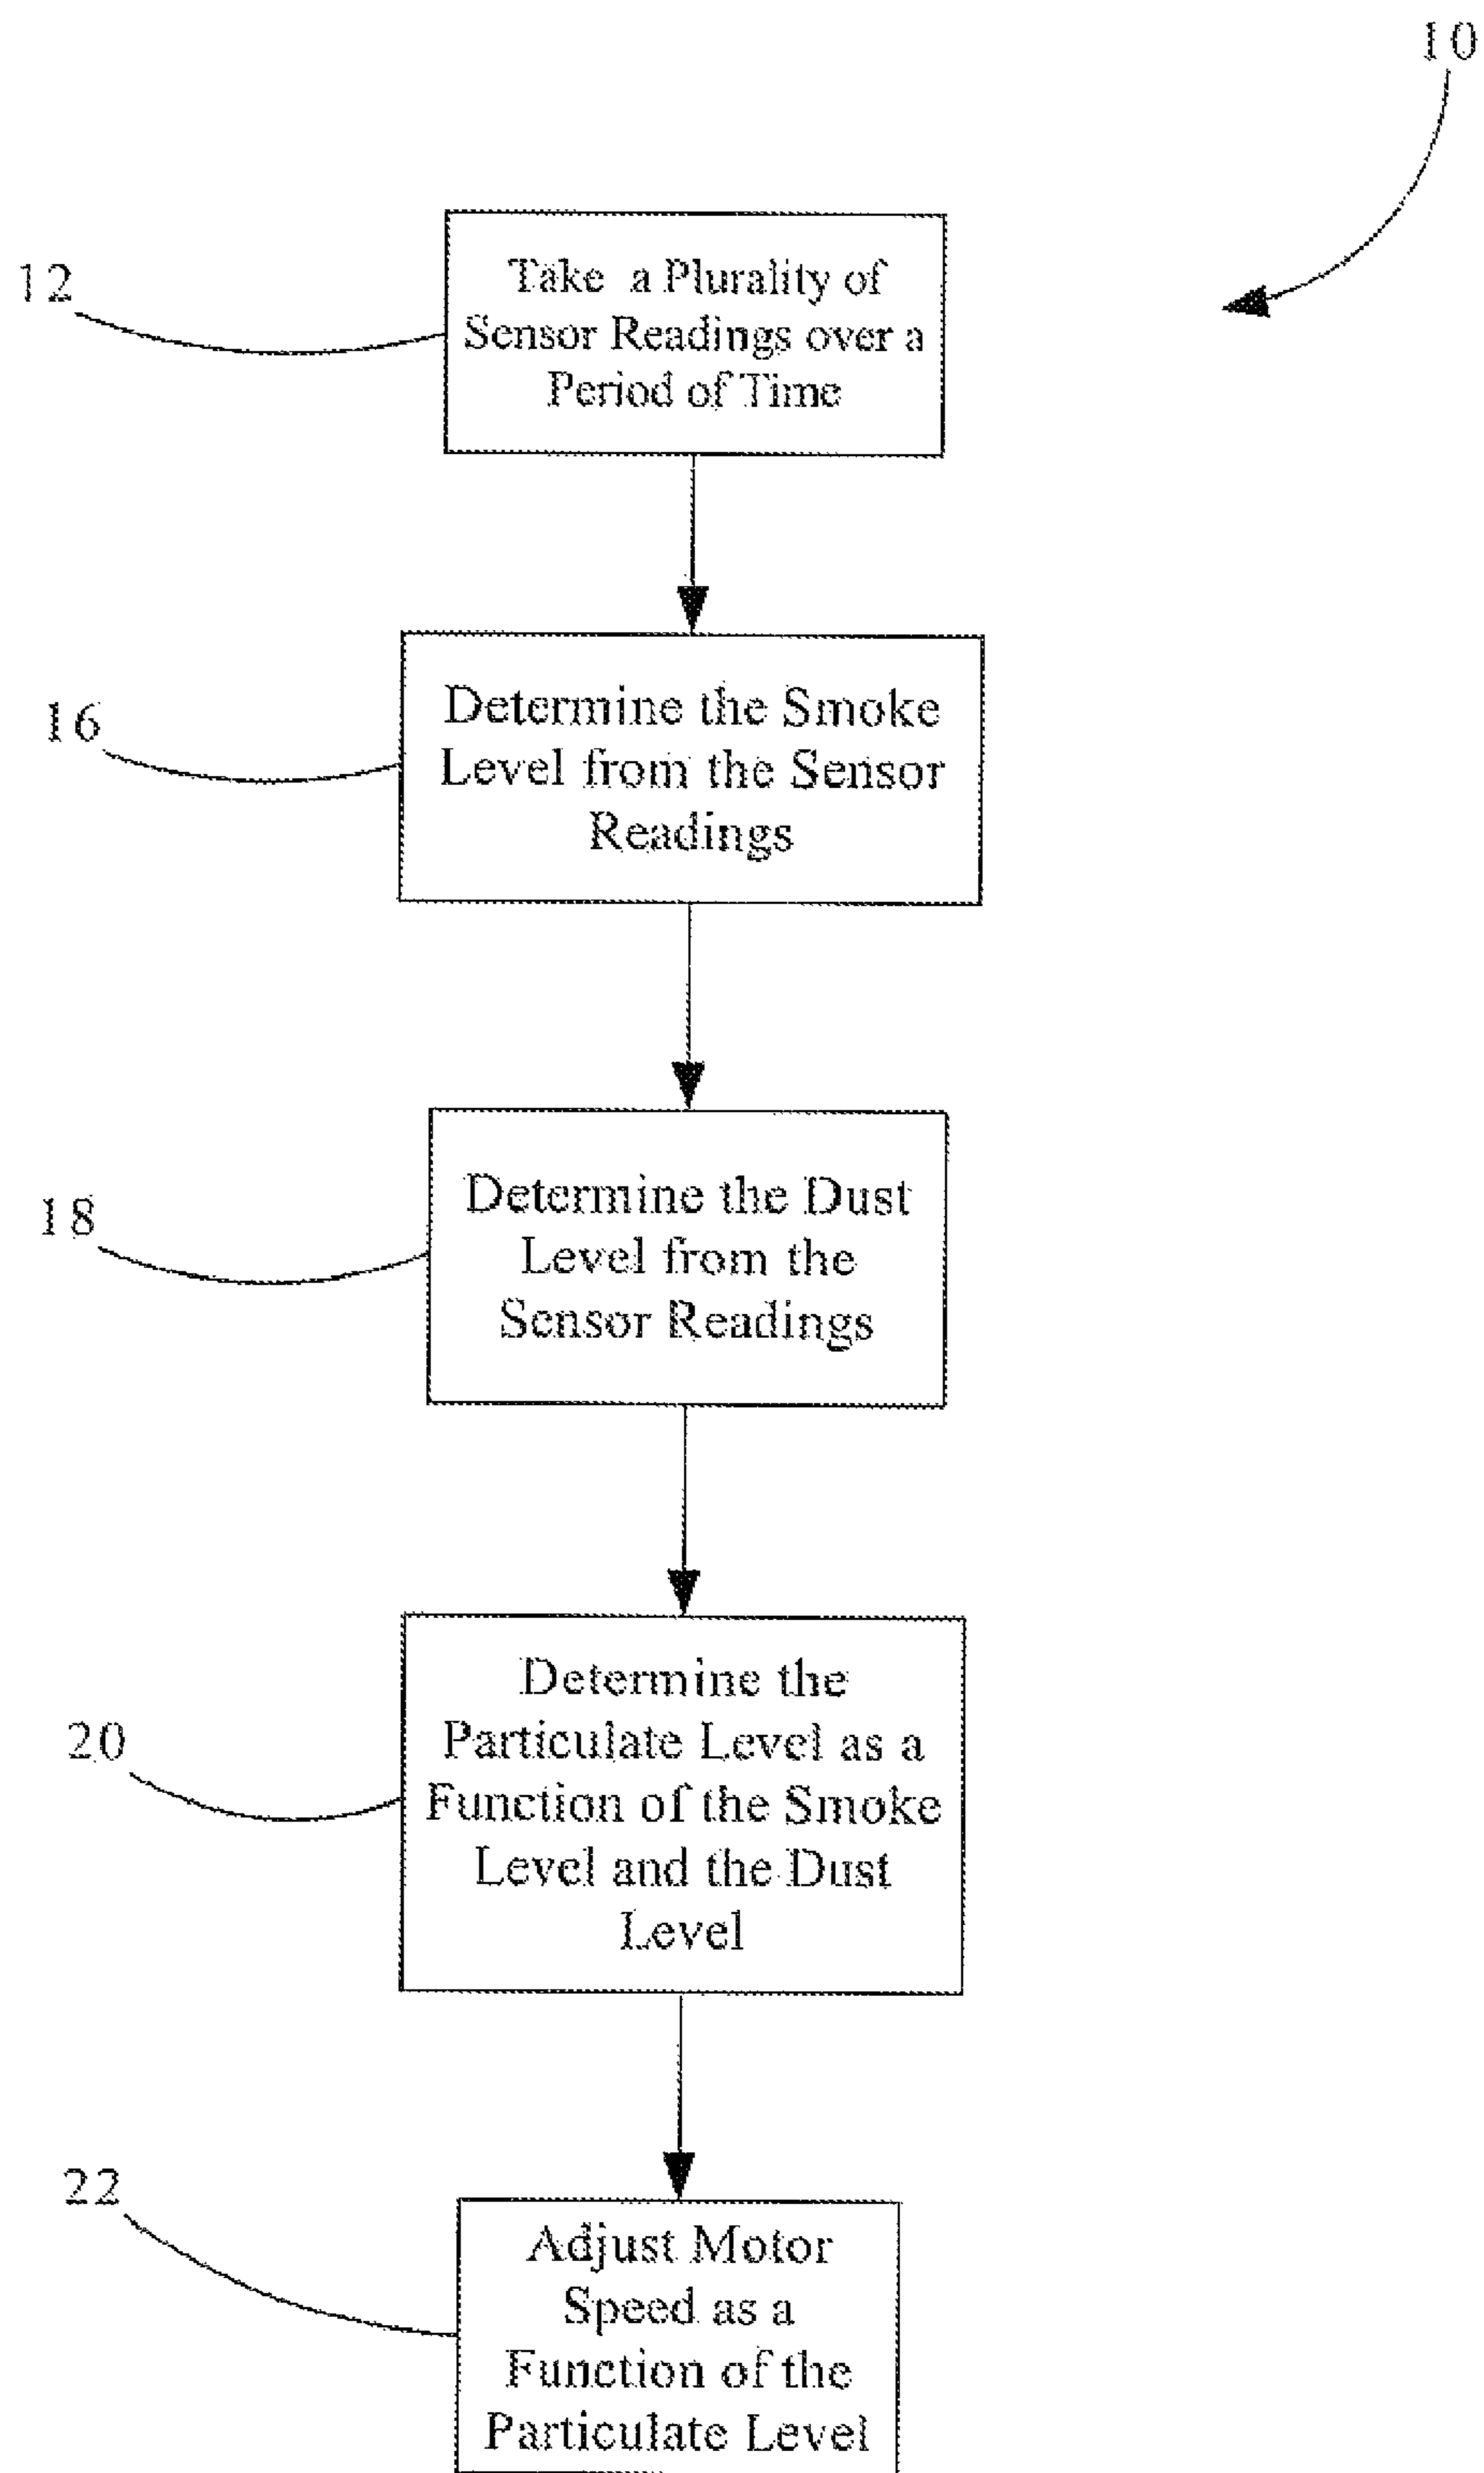 10
12
Take a Plurality of
Sensor Readings over a
Period of Time
16
Determine the Smoke
Level from the Sensor
Readings
18
Determine the Dust
Level from the
Sensor Readings
20
Determine the
Particulate Level as a
Function of the Smoke
Level and the Dust
Level
22
Adjust Motor
Speed as a
Function of the
Particulate Level